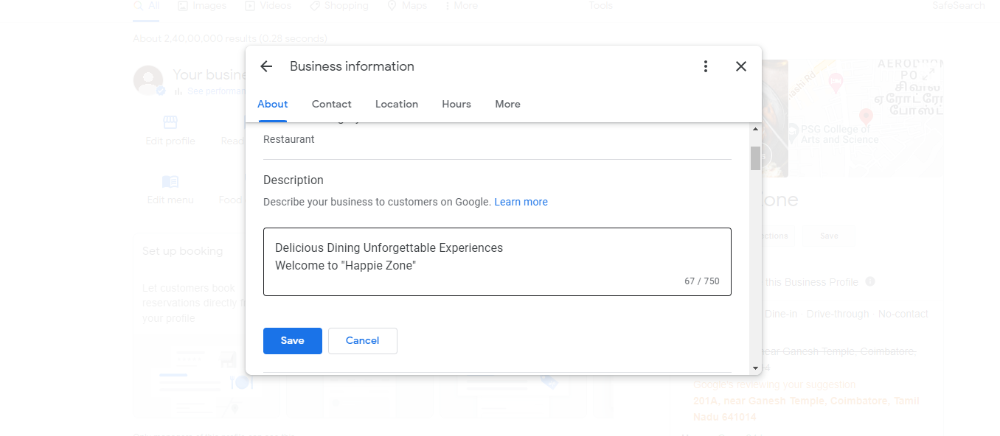 All Images Videos Shopping Maps More Tools SafeSearch
About 2,40,00,000 results (0.28 seconds)
Business information
Your busine
See performan
About Contact Location Hours More
Edit profile
Read
Restaurant
Description
Describe your business to customers on Google. Learn more
Delicious Dining Unforgettable Experiences
Welcome to "Happie Zone"
67 / 750
Save Cancel
Edit menu
Food
Set up booking
Let customers book
reservations directly fr
your profile
AERODROM
PO
சிவில்
ஏரோட்ரோ
போஸ்ட
PSG College of
Arts and Science
one
ections
Save
this Business Profile
Dine-in Drive-through No-contact
ear Ganesh Temple, Coimbatore,
Google's reviewing your suggestion.
201A, near Ganesh Temple, Coimbatore, Tamil
Nadu 641014